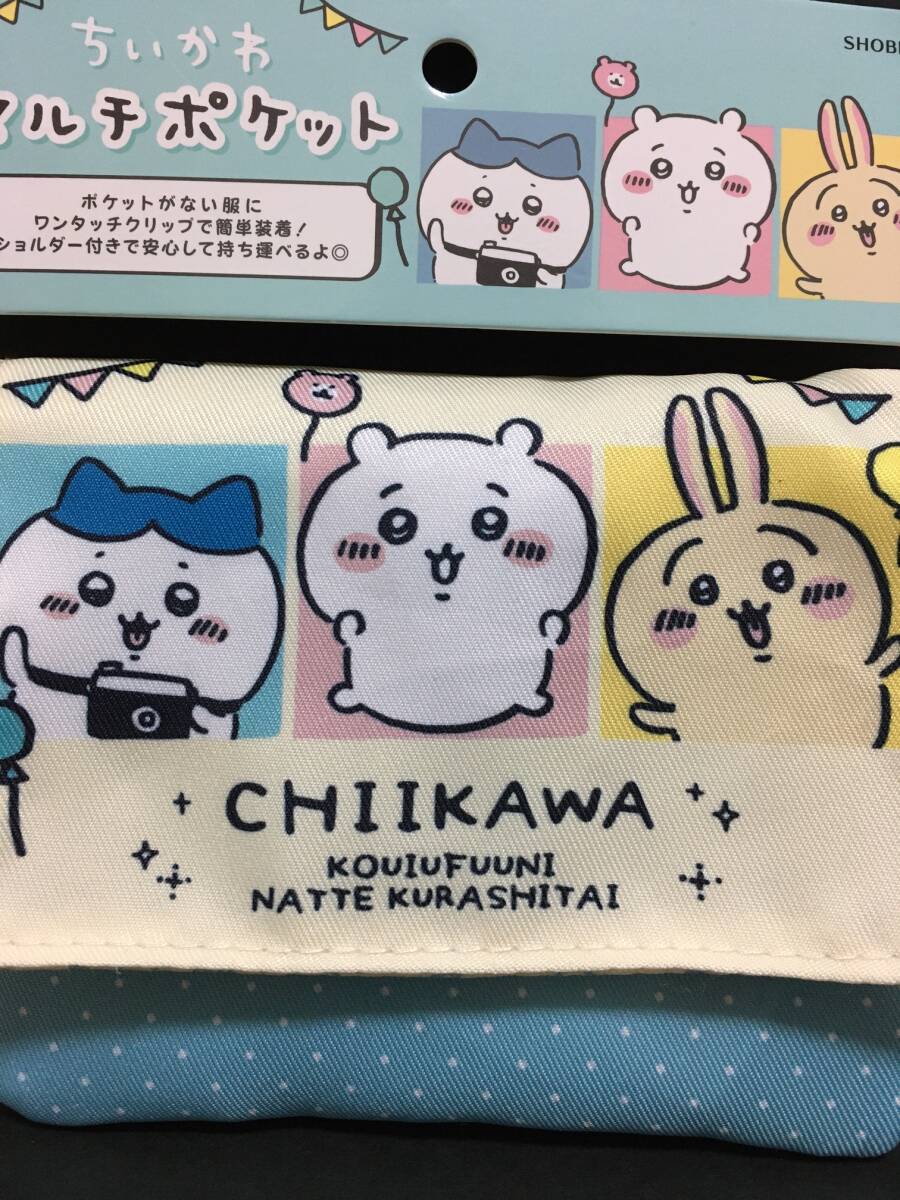 ちいかわ
SHOBI
マルチポケット
ポケットがない服に
ワンタッチクリップで簡単装着!
ショルダー付きで安心して持ち運べるよ◎
CHIIKAWA
KOUIUFUUNI
NATTE KURASHITAI